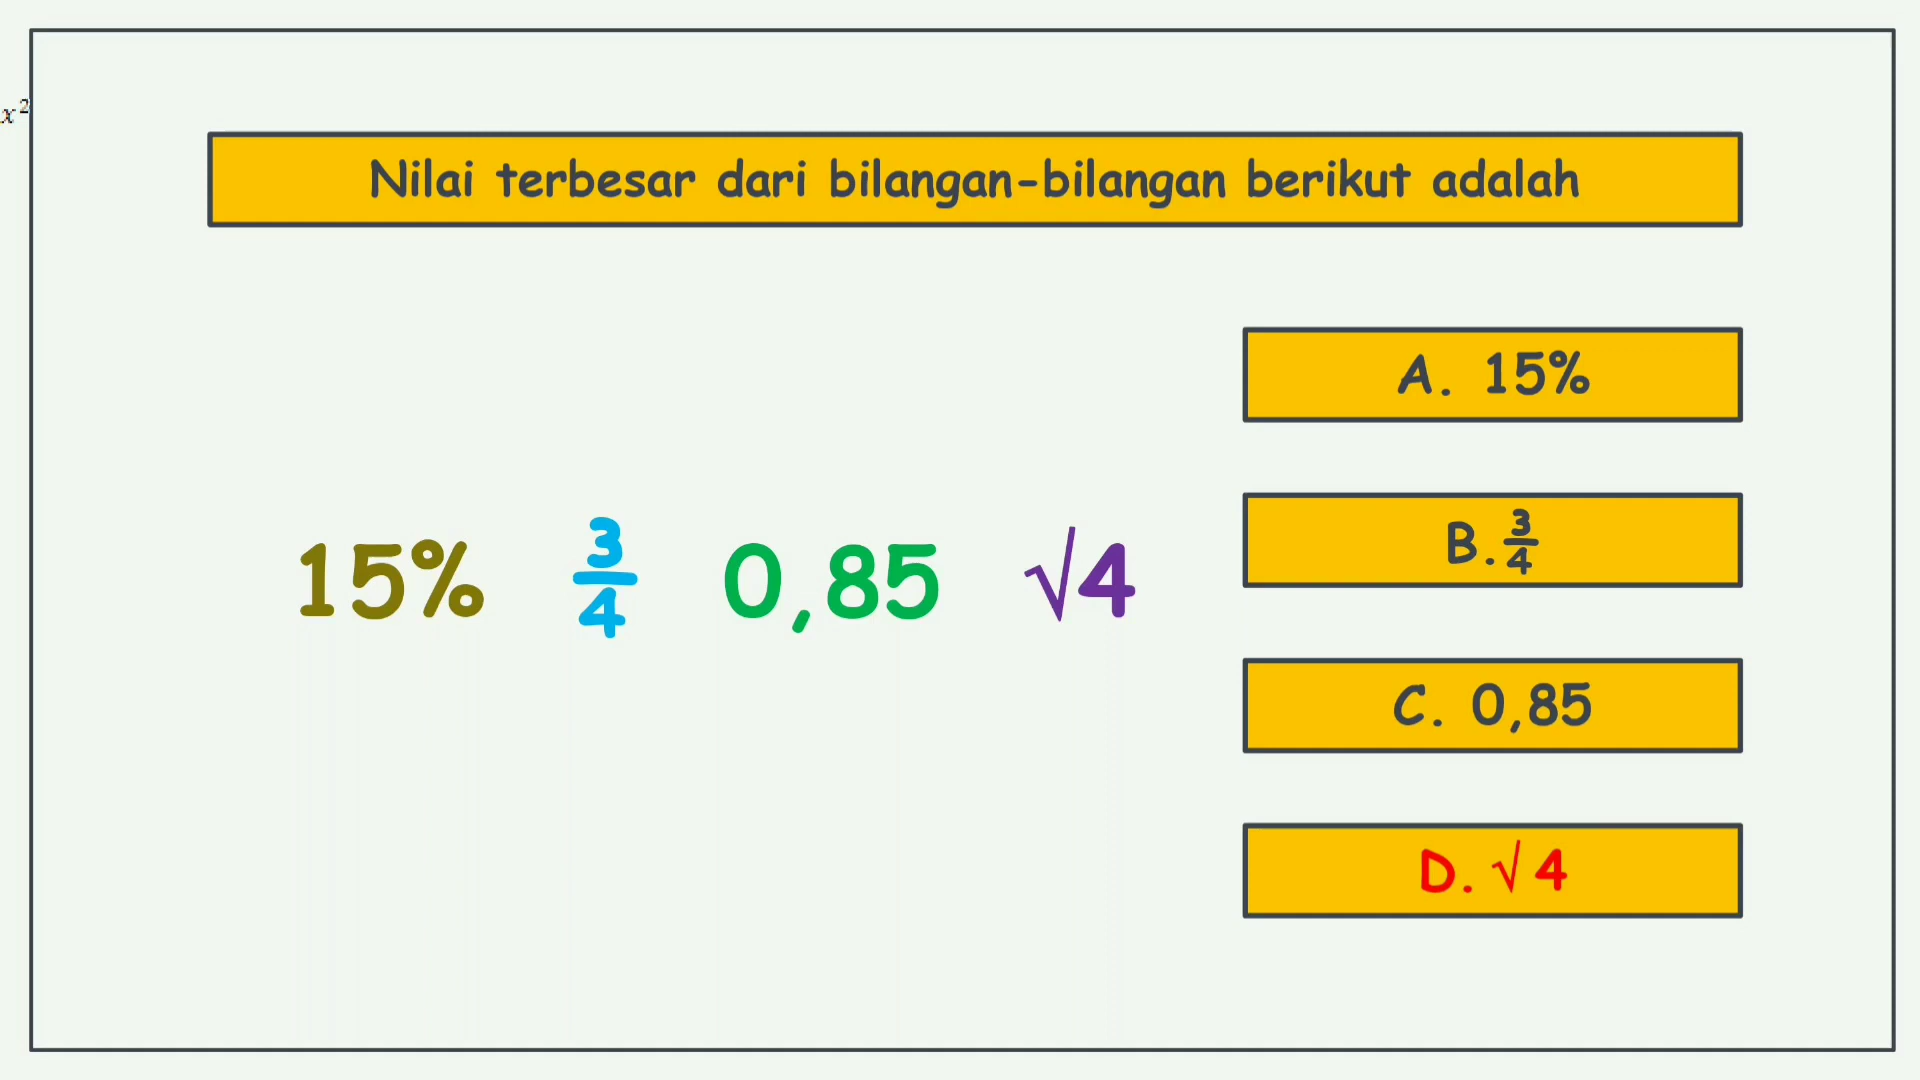 x²
Nilai terbesar dari bilangan-bilangan berikut adalah
15% 3/4 0,85 √4
A. 15%
B. 3/4
C. 0,85
D. √4